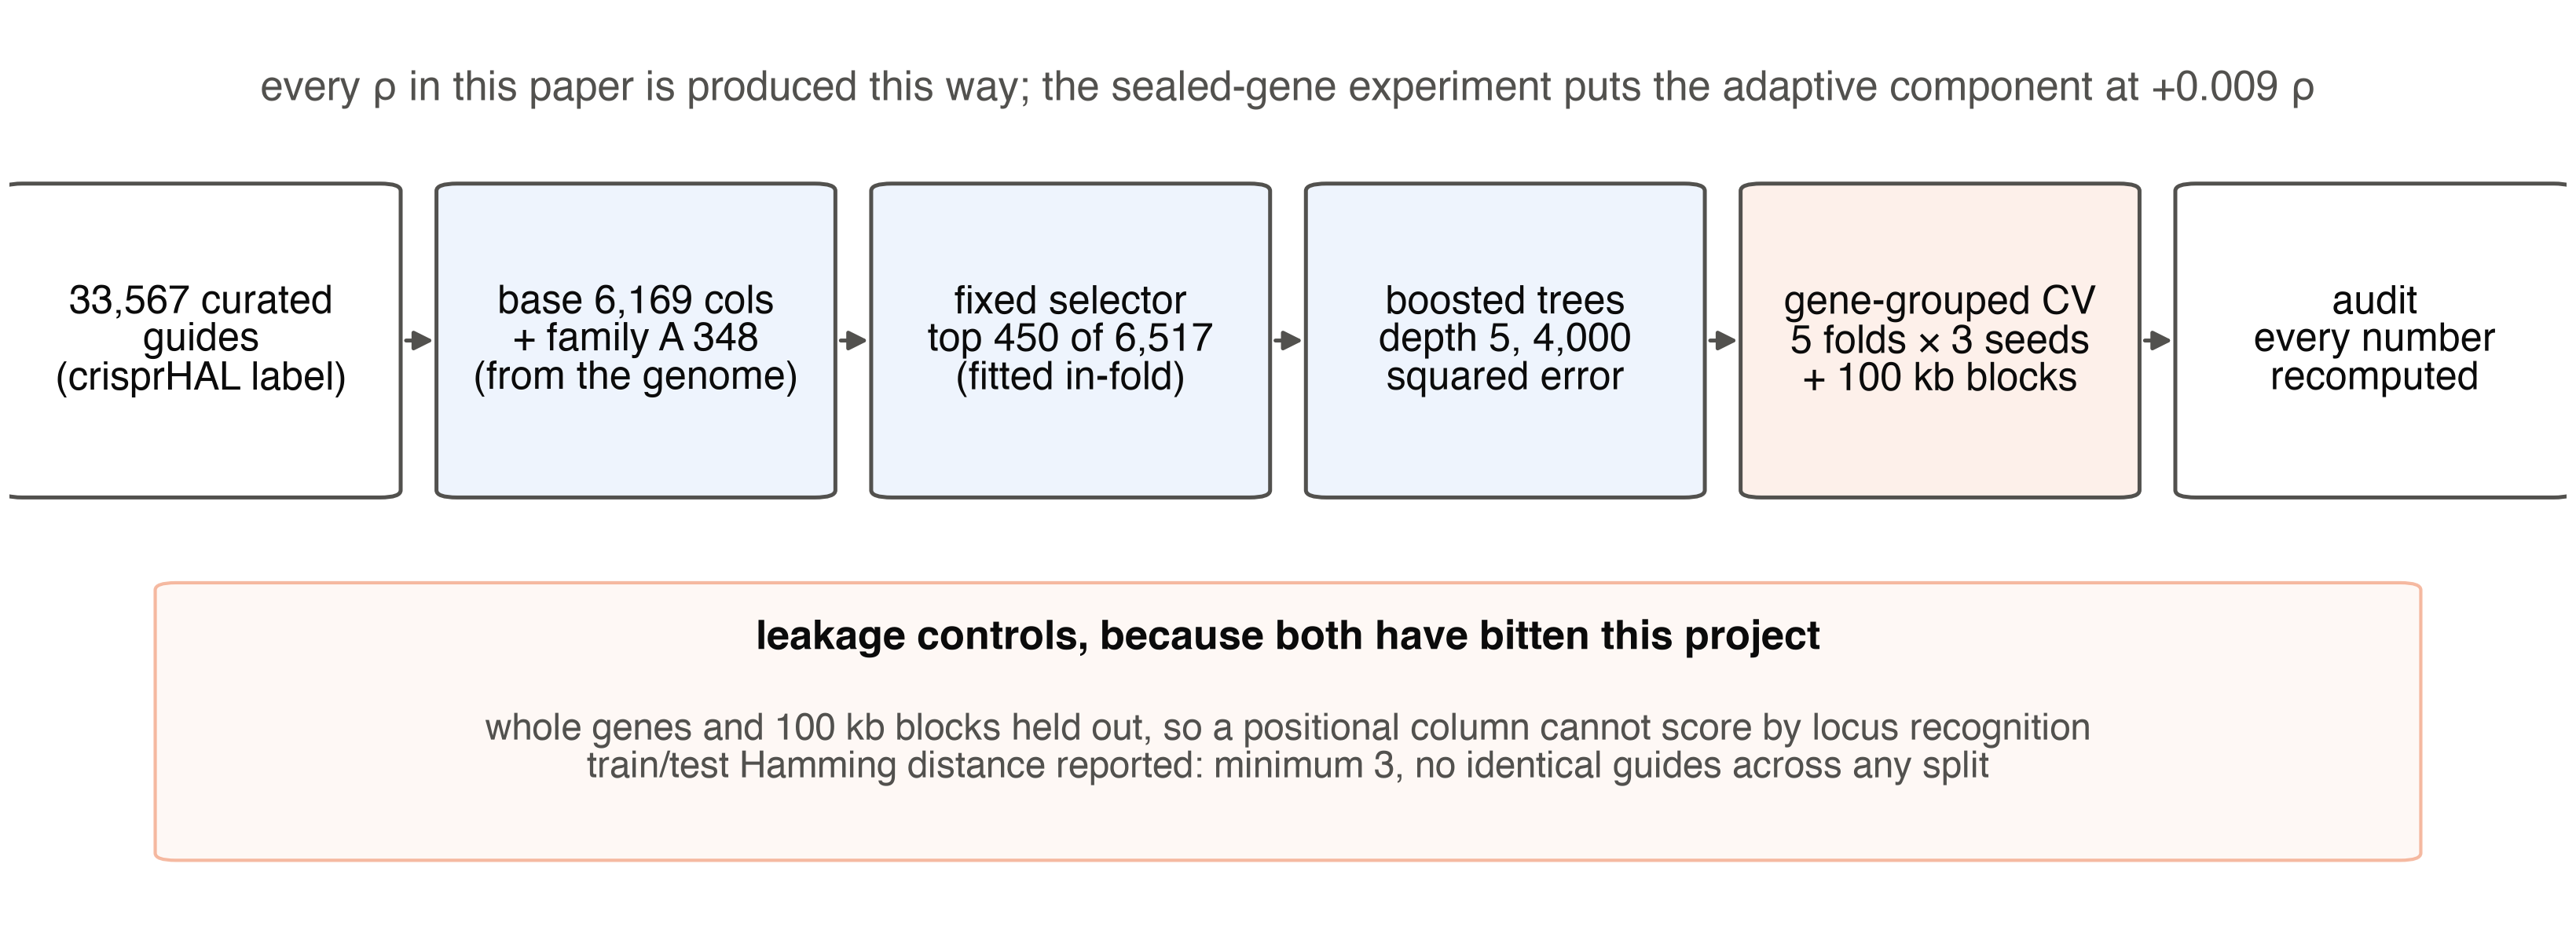 every ρ in this paper is produced this way; the sealed-gene experiment puts the adaptive component at +0.009 ρ
33,567 curated
guides
(crisprHAL label)
base 6,169 cols
+ family A 348
(from the genome)
fixed selector
top 450 of 6,517
(fitted in-fold)
boosted trees
depth 5, 4,000
squared error
gene-grouped CV
5 folds × 3 seeds
+ 100 kb blocks
audit
every number
recomputed
leakage controls, because both have bitten this project
whole genes and 100 kb blocks held out, so a positional column cannot score by locus recognition
train/test Hamming distance reported: minimum 3, no identical guides across any split